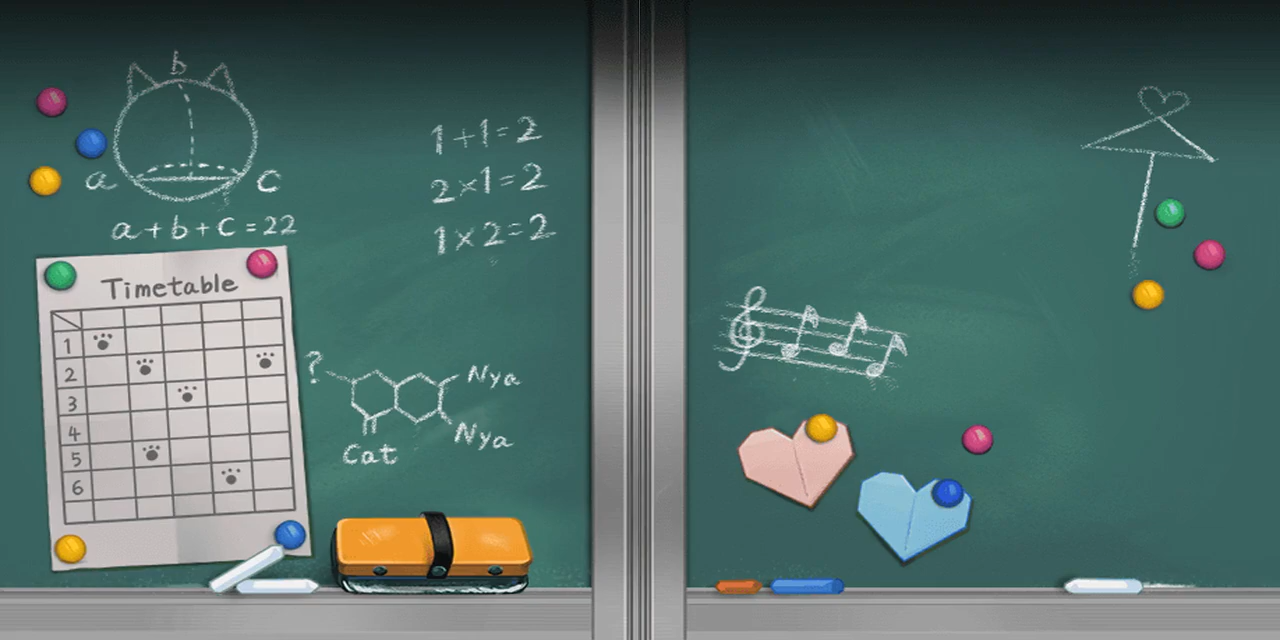 b
a c
a+b+c=22
1+1=2
2×1=2
1×2=2
Timetable
1
2
3
4
5
6
? Nya
Nya
Cat